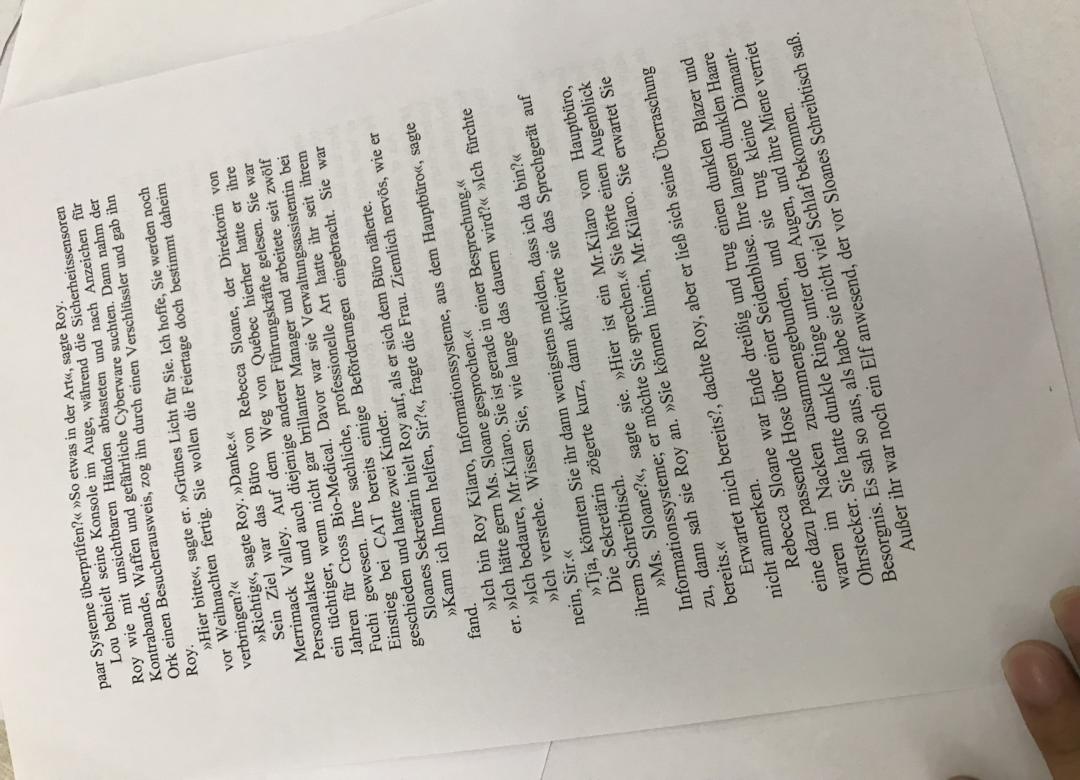 paar Systeme überprüfen?« »So etwas in der Art«, sagte Roy.
Lou behielt seine Konsole im Auge, während die Sicherheitssensoren
Roy wie mit unsichtbaren Händen abtasteten und nach Anzeichen für
Kontrabande, Waffen und gefährliche Cyberware suchten. Dann nahm der
Ork einen Besucherausweis, zog ihn durch einen Verschlüssler und gab ihn
Roy.
»Hier bitte«, sagte er. »Grünes Licht für Sie. Ich hoffe, Sie werden noch
vor Weihnachten fertig. Sie wollen die Feiertage doch bestimmt daheim
verbringen?«
»Richtig«, sagte Roy. »Danke.«
Sein Ziel war das Büro von Rebecca Sloane, der Direktorin von
Merrimack Valley. Auf dem Weg von Québec hierher hatte er ihre
Personalakte und auch diejenige anderer Führungskräfte gelesen. Sie war
ein tüchtiger, wenn nicht gar brillanter Manager und arbeitete seit zwölf
Jahren für Cross Bio-Medical. Davor war sie Verwaltungsassistentin bei
Fuchi gewesen. Ihre sachliche, professionelle Art hatte ihr seit ihrem
Einstieg bei CAT bereits einige Beförderungen eingebracht. Sie war
geschieden und hatte zwei Kinder.
Sloanes Sekretärin hielt Roy auf, als er sich dem Büro näherte.
»Kann ich Ihnen helfen, Sir?«, fragte die Frau. Ziemlich nervös, wie er
fand.
»Ich bin Roy Kilaro, Informationssysteme, aus dem Hauptbüro«, sagte
er. »Ich hätte gern Ms. Sloane gesprochen.«
»Ich bedaure, Mr.Kilaro. Sie ist gerade in einer Besprechung.«
»Ich verstehe. Wissen Sie, wie lange das dauern wird?« »Ich fürchte
nein, Sir.«
»Tja, könnten Sie ihr dann wenigstens melden, dass ich da bin?«
Die Sekretärin zögerte kurz, dann aktivierte sie das Sprechgerät auf
ihrem Schreibtisch.
»Ms. Sloane?«, sagte sie. »Hier ist ein Mr.Kilaro vom Hauptbüro,
Informationssysteme; er möchte Sie sprechen.« Sie hörte einen Augenblick
zu, dann sah sie Roy an. »Sie können hinein, Mr.Kilaro. Sie erwartet Sie
bereits.«
Erwartet mich bereits?, dachte Roy, aber er ließ sich seine Überraschung
nicht anmerken.
Rebecca Sloane war Ende dreißig und trug einen dunklen Blazer und
eine dazu passende Hose über einer Seidenbluse. Ihre langen dunklen Haare
waren im Nacken zusammengebunden, und sie trug kleine Diamant-
Ohrstecker. Sie hatte dunkle Ringe unter den Augen, und ihre Miene verriet
Besorgnis. Es sah so aus, als habe sie nicht viel Schlaf bekommen.
Außer ihr war noch ein Elf anwesend, der vor Sloanes Schreibtisch saß.